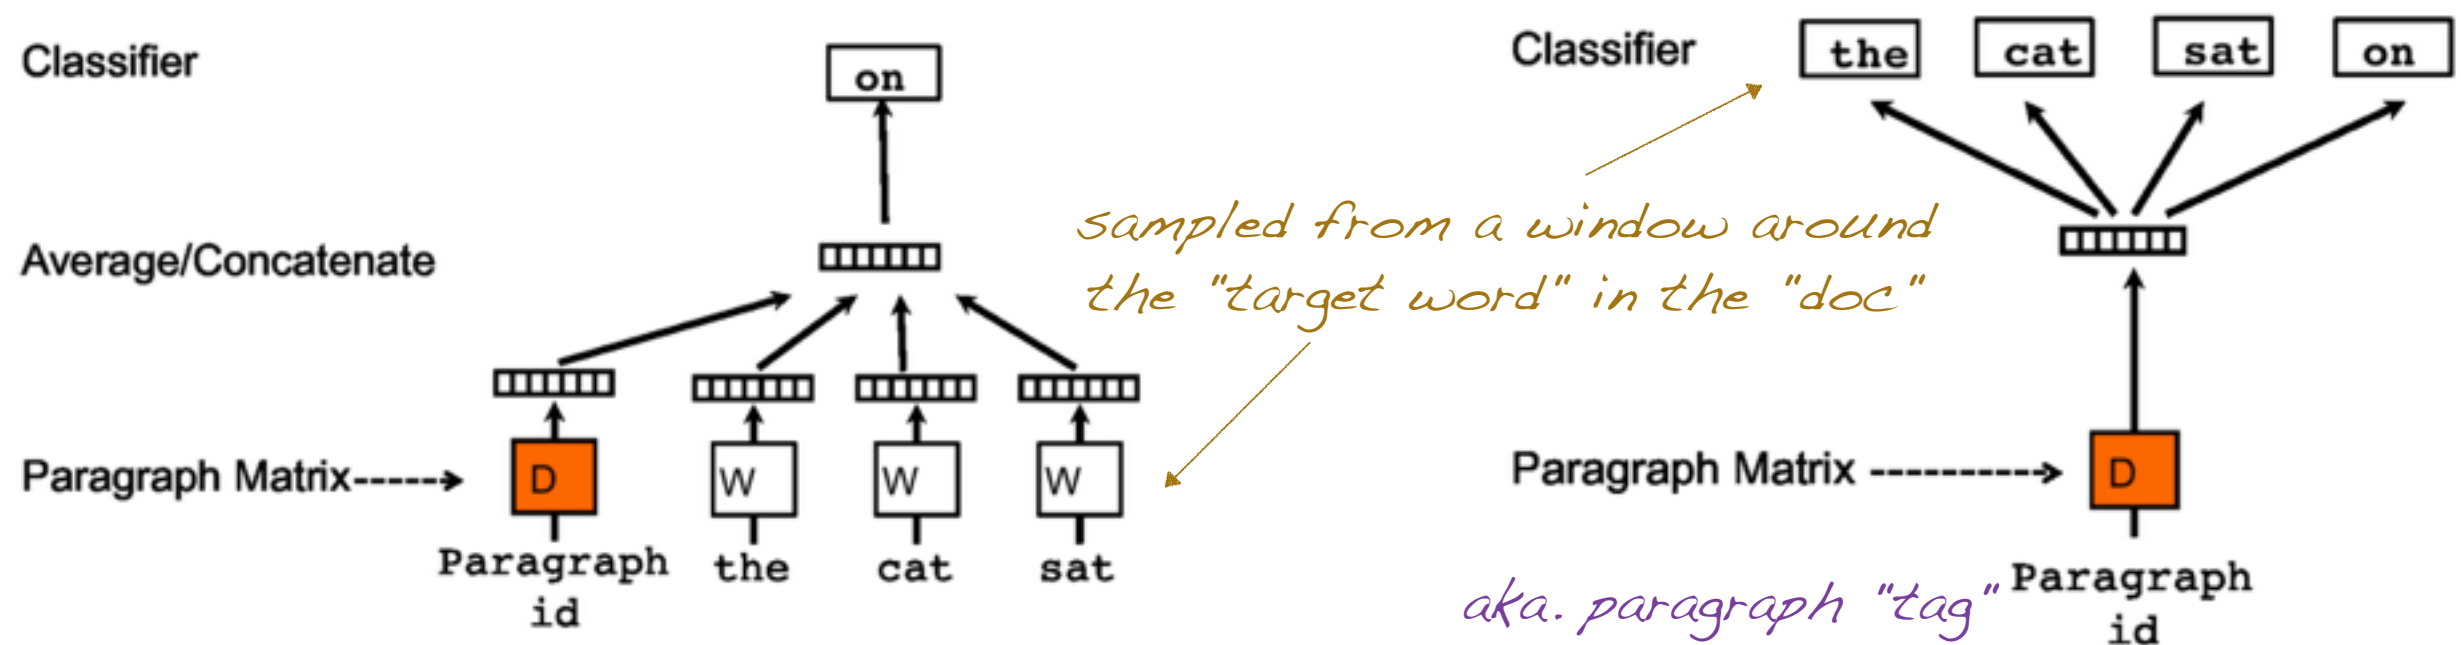 Classifier
on
Average/Concatenate
Paragraph Matrix
D W W W
Paragraph the cat sat
id
sampled from a window around
the "target word" in the "doc"
Classifier
the cat sat on
Paragraph Matrix
D
aka. paragraph "tag"
Paragraph
id